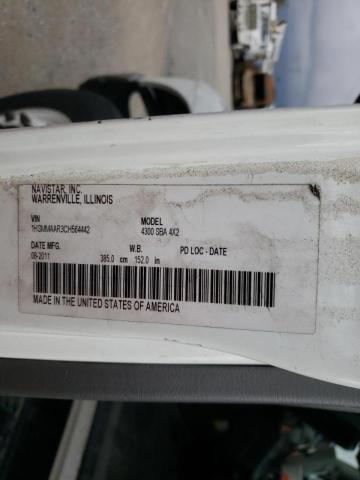 NAVISTAR, INC.
WARRENVILLE, ILLINOIS
VIN MODEL
1HSMMAAR3CH564442 4300 SBA 4X2
DATE MFG. W.B. PD LOC - DATE
08-2011 385.0 cm 152.0 in
MADE IN THE UNITED STATES OF AMERICA